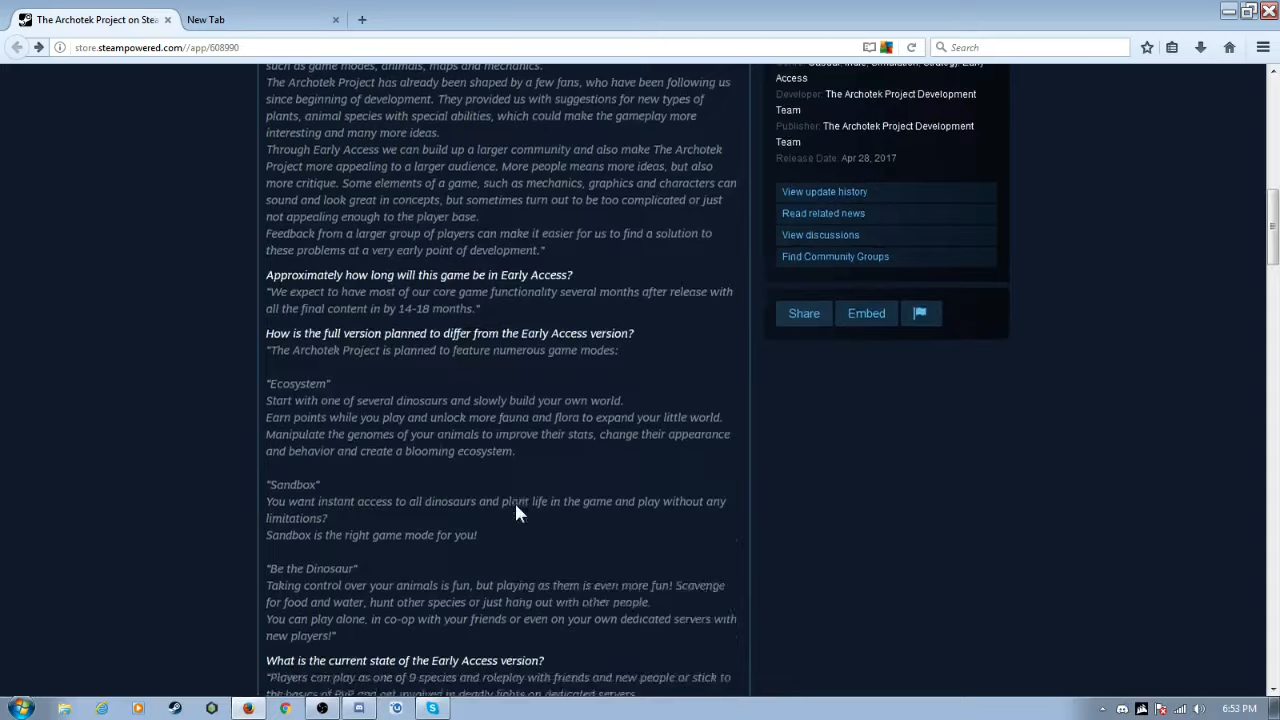 The Archotek Project on Stea
New Tab
store.steampowered.com//app/608990
Search
such as game modes, animals, maps and mechanics.
The Archotek Project has already been shaped by a few fans, who have been following us
since beginning of development. They provided us with suggestions for new types of
plants, animal species with special abilities, which could make the gameplay more
interesting and many more ideas.
Through Early Access we can build up a larger community and also make The Archotek
Project more appealing to a larger audience. More people means more ideas, but also
more critique. Some elements of a game, such as mechanics, graphics and characters can
sound and look great in concepts, but sometimes turn out to be too complicated or just
not appealing enough to the player base.
Feedback from a larger group of players can make it easier for us to find a solution to
these problems at a very early point of development."
Approximately how long will this game be in Early Access?
"We expect to have most of our core game functionality several months after release with
all the final content in by 14-18 months."
How is the full version planned to differ from the Early Access version?
"The Archotek Project is planned to feature numerous game modes:
"Ecosystem"
Start with one of several dinosaurs and slowly build your own world.
Earn points while you play and unlock more fauna and flora to expand your little world.
Manipulate the genomes of your animals to improve their stats, change their appearance
and behavior and create a blooming ecosystem.
"Sandbox"
You want instant access to all dinosaurs and plant life in the game and play without any
limitations?
Sandbox is the right game mode for you!
"Be the Dinosaur"
Taking control over your animals is fun, but playing as them is even more fun! Scavenge
for food and water, hunt other species or just hang out with other people.
You can play alone, in co-op with your friends or even on your own dedicated servers with
new players!"
What is the current state of the Early Access version?
"Players can play as one of 9 species and roleplay with friends and new people or stick to
the basics of PvP and get involved in deadly fights on dedicated servers.
Genre: Casual, Indie, Simulation, Strategy, Early
Access
Developer: The Archotek Project Development
Team
Publisher: The Archotek Project Development
Team
Release Date: Apr 28, 2017
View update history
Read related news
View discussions
Find Community Groups
Share
Embed
6:53 PM